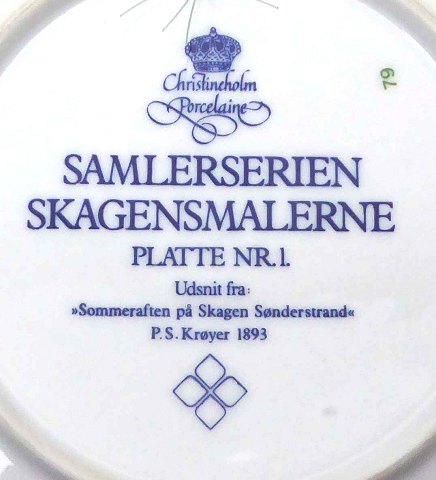 Christineholm
Porcelaine
79
SAMLERSERIEN
SKAGENSMALERNE
PLATTE NR.1.
Udsnit fra:
»Sommeraften på Skagen Sønderstrand«
P.S.Krøyer 1893